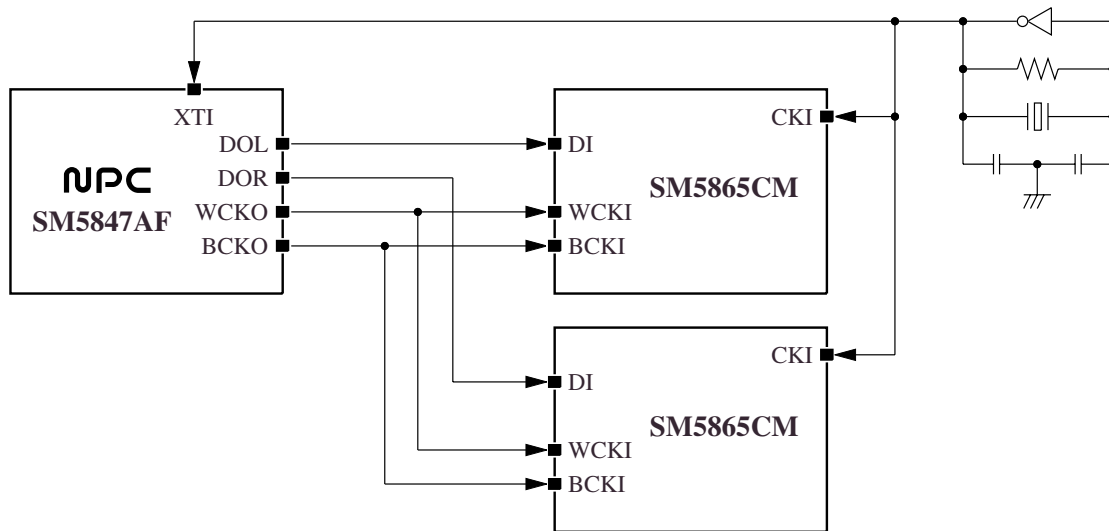 XTI
DOL
DOR
WCKO
BCKO
NPC
SM5847AF
CKI
DI
SM5865CM
WCKI
BCKI
CKI
DI
SM5865CM
WCKI
BCKI